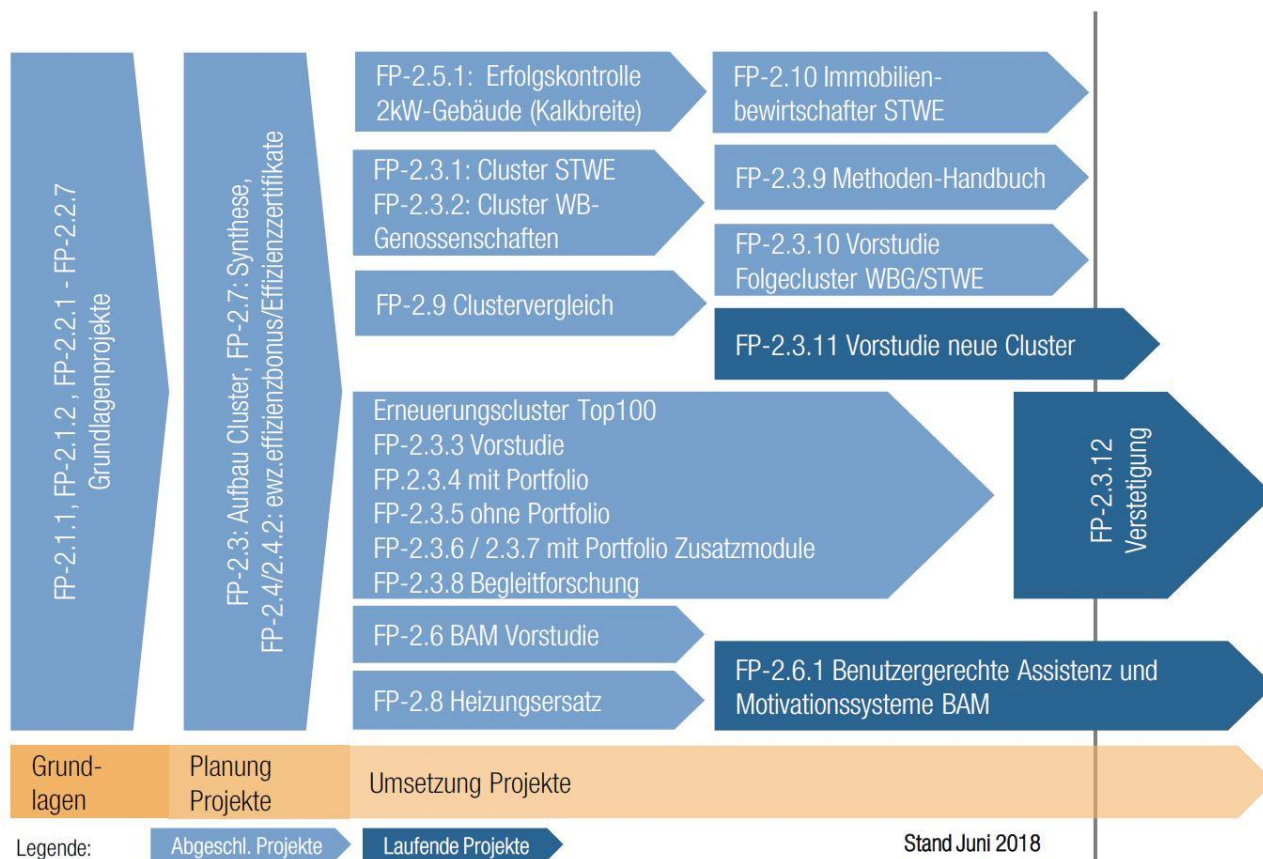 FP-2.1.1, FP-2.1.2 , FP-2.2.1 - FP-2.2.7
Grundlagenprojekte
FP-2.3: Aufbau Cluster, FP-2.7: Synthese,
FP-2.4/2.4.2: ewz.effizienzbonus/Effizienzzertifikate
FP-2.5.1: Erfolgskontrolle
2kW-Gebäude (Kalkbreite)
FP-2.10 Immobilien-
bewirtschafter STWE
FP-2.3.1: Cluster STWE
FP-2.3.2: Cluster WB-
Genossenschaften
FP-2.3.9 Methoden-Handbuch
FP-2.3.10 Vorstudie
Folgecluster WBG/STWE
FP-2.9 Clustervergleich
FP-2.3.11 Vorstudie neue Cluster
Erneuerungscluster Top100
FP-2.3.3 Vorstudie
FP.2.3.4 mit Portfolio
FP-2.3.5 ohne Portfolio
FP-2.3.6 / 2.3.7 mit Portfolio Zusatzmodule
FP-2.3.8 Begleitforschung
FP-2.3.12
Verstetigung
FP-2.6 BAM Vorstudie
FP-2.8 Heizungsersatz
FP-2.6.1 Benutzergerechte Assistenz und
Motivationssysteme BAM
Grund-
lagen
Planung
Projekte
Umsetzung Projekte
Legende:
Abgeschl. Projekte
Laufende Projekte
Stand Juni 2018